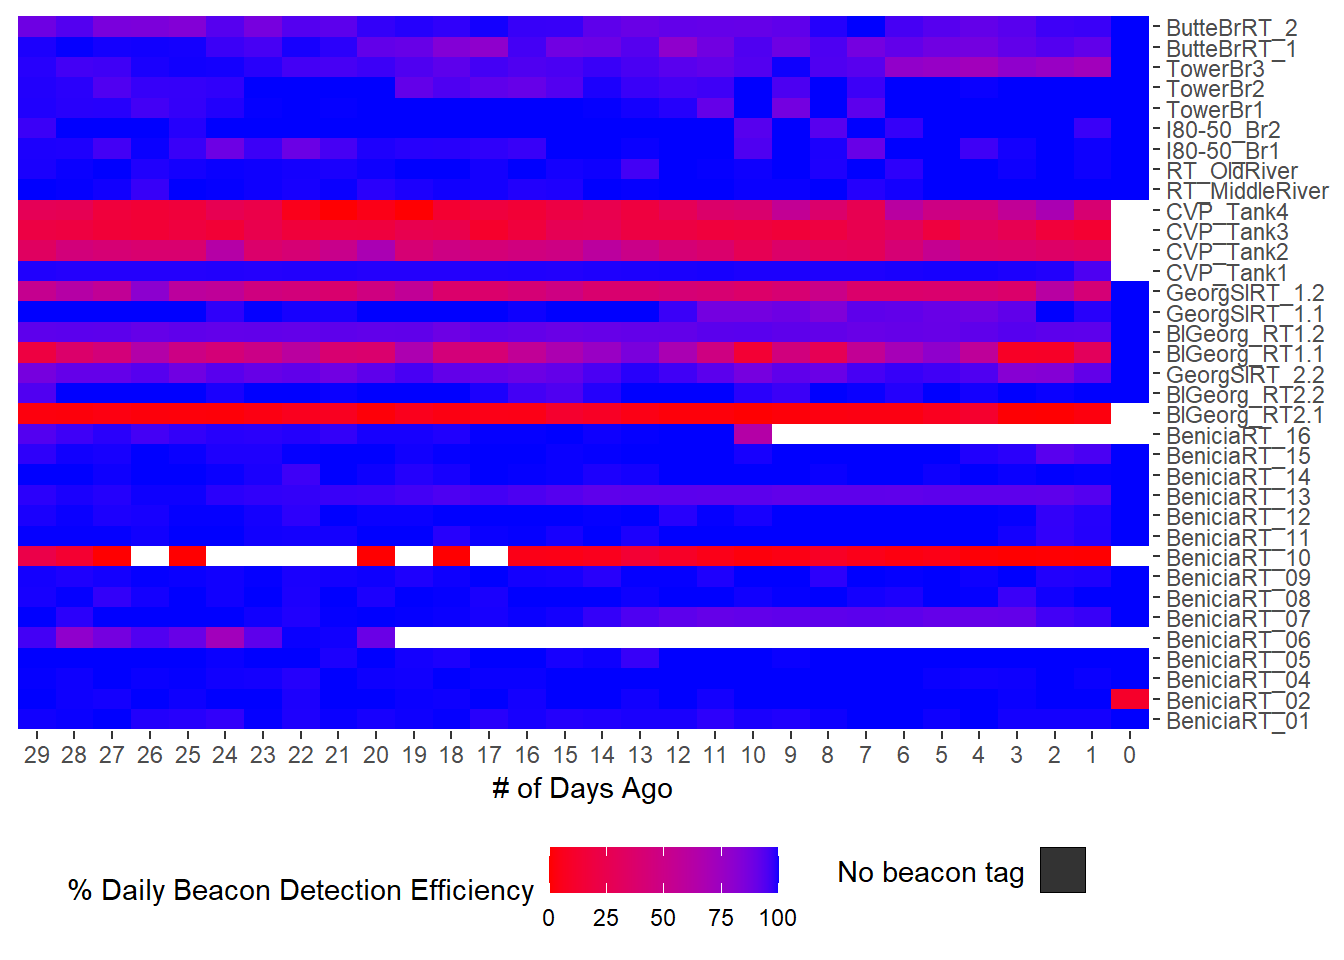 ButteBrRT_2
ButteBrRT_1
TowerBr3
TowerBr2
TowerBr1
I80-50_Br2
I80-50_Br1
RT_OldRiver
RT_MiddleRiver
CVP_Tank4
CVP_Tank3
CVP_Tank2
CVP_Tank1
GeorgSlRT_1.2
GeorgSlRT_1.1
BlGeorg_RT1.2
BlGeorg_RT1.1
GeorgSlRT_2.2
BlGeorg_RT2.2
BlGeorg_RT2.1
BeniciaRT_16
BeniciaRT_15
BeniciaRT_14
BeniciaRT_13
BeniciaRT_12
BeniciaRT_11
BeniciaRT_10
BeniciaRT_09
BeniciaRT_08
BeniciaRT_07
BeniciaRT_06
BeniciaRT_05
BeniciaRT_04
BeniciaRT_02
BeniciaRT_01
29 28 27 26 25 24 23 22 21 20 19 18 17 16 15 14 13 12 11 10 9 8 7 6 5 4 3 2 1 0
# of Days Ago
% Daily Beacon Detection Efficiency
0 25 50 75 100
No beacon tag